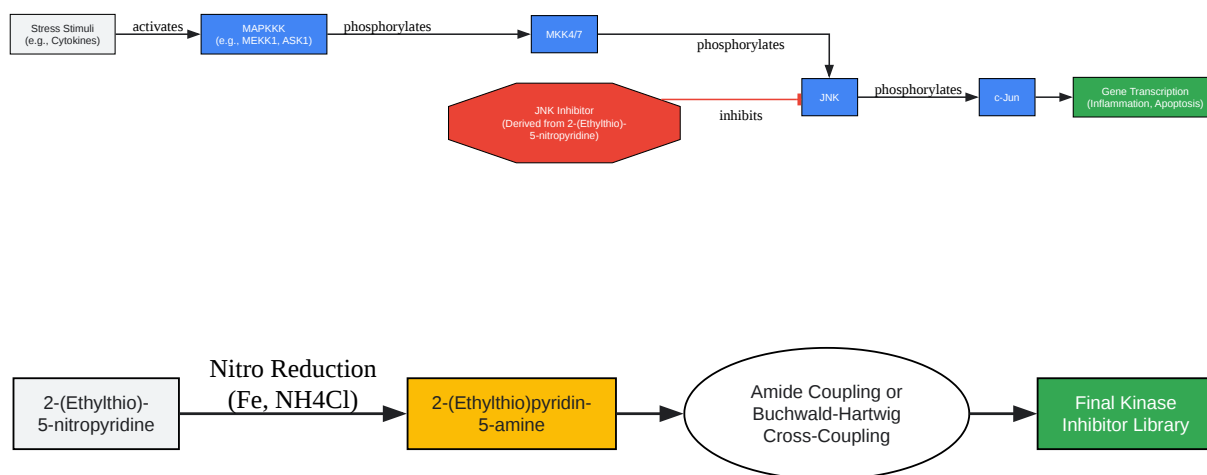 Stress Stimuli
(e.g., Cytokines)
activates
MAPKKK
(e.g., MEKK1, ASK1)
phosphorylates
MKK4/7
phosphorylates
JNK Inhibitor
(Derived from 2-(Ethylthio)-
5-nitropyridine)
inhibits
JNK
phosphorylates
c-Jun
Gene Transcription
(Inflammation, Apoptosis)
2-(Ethylthio)-
5-nitropyridine
Nitro Reduction
(Fe, NH4Cl)
2-(Ethylthio)pyridin-
5-amine
Amide Coupling or
Buchwald-Hartwig
Cross-Coupling
Final Kinase
Inhibitor Library